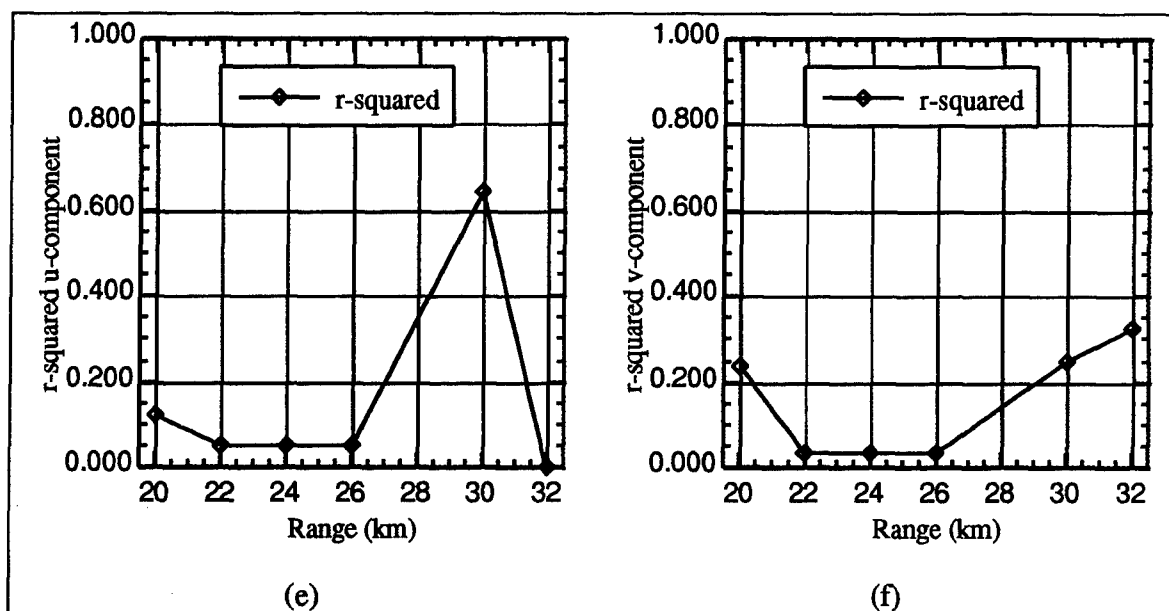 r-squared u-component
1.000
0.800
0.600
0.400
0.200
0.000
r-squared
20 22 24 26 28 30 32
Range (km)
(e)
r-squared v-component
1.000
0.800
0.600
0.400
0.200
0.000
r-squared
20 22 24 26 28 30 32
Range (km)
(f)